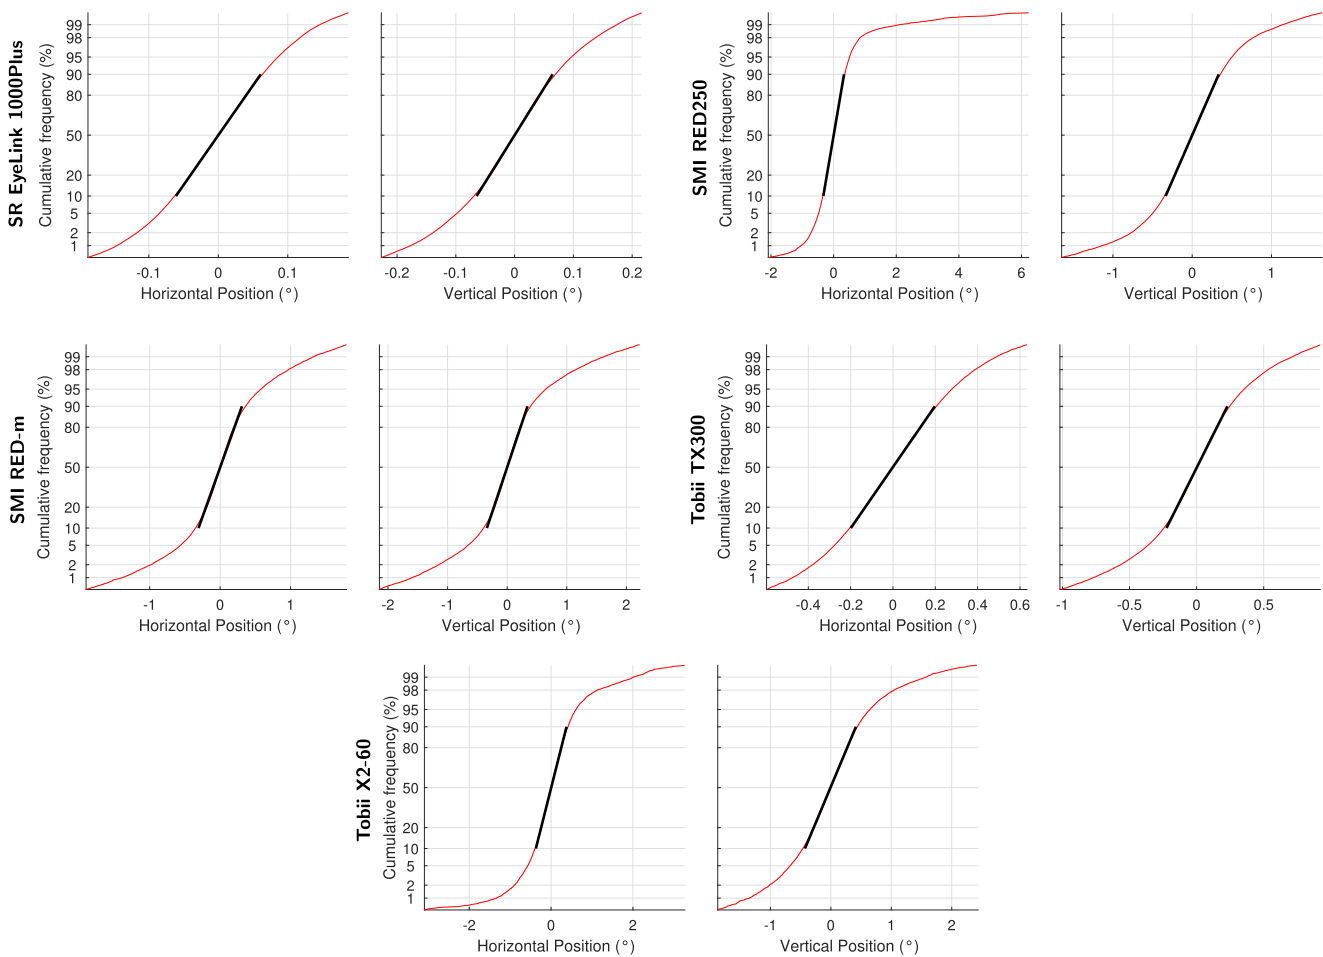 SR EyeLink 1000Plus
Cumulative frequency (%)
99
98
95
90
80
50
20
10
5
2
1
-0.1 0 0.1
Horizontal Position (°)
-0.2 -0.1 0 0.1 0.2
Vertical Position (°)
SMI RED250
Cumulative frequency (%)
99
98
95
90
80
50
20
10
5
2
1
-2 0 2 4 6
Horizontal Position (°)
-1 0 1
Vertical Position (°)
SMI RED-m
Cumulative frequency (%)
99
98
95
90
80
50
20
10
5
2
1
-1 0 1
Horizontal Position (°)
-2 -1 0 1 2
Vertical Position (°)
Tobii TX300
Cumulative frequency (%)
99
98
95
90
80
50
20
10
5
2
1
-0.4 -0.2 0 0.2 0.4 0.6
Horizontal Position (°)
-1 -0.5 0 0.5
Vertical Position (°)
Tobii X2-60
Cumulative frequency (%)
99
98
95
90
80
50
20
10
5
2
1
-2 0 2
Horizontal Position (°)
-1 0 1 2
Vertical Position (°)